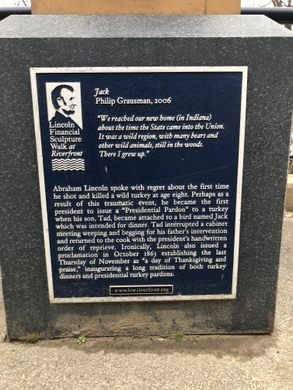 Jack
Philip Grausman, 2006
"We reached our new home (in Indiana)
about the time the State came into the Union.
It was a wild region, with many bears and
other wild animals, still in the woods.
There I grew up."
Lincoln
Financial
Sculpture
Walk at
Riverfront
Abraham Lincoln spoke with regret about the first time
he shot and killed a wild turkey at age eight. Perhaps as a
result of this traumatic event, he became the first
president to issue a "Presidential Pardon" to a turkey
when his son, Tad, became attached to a bird named Jack
which was intended for dinner. Tad interrupted a cabinet
meeting weeping and begging for his father's intervention
and returned to the cook with the president's handwritten
order of reprieve. Ironically, Lincoln also issued a
proclamation in October 1863 establishing the last
Thursday of November as "a day of Thanksgiving and
praise," inaugurating a long tradition of both turkey
dinners and presidential turkey pardons.